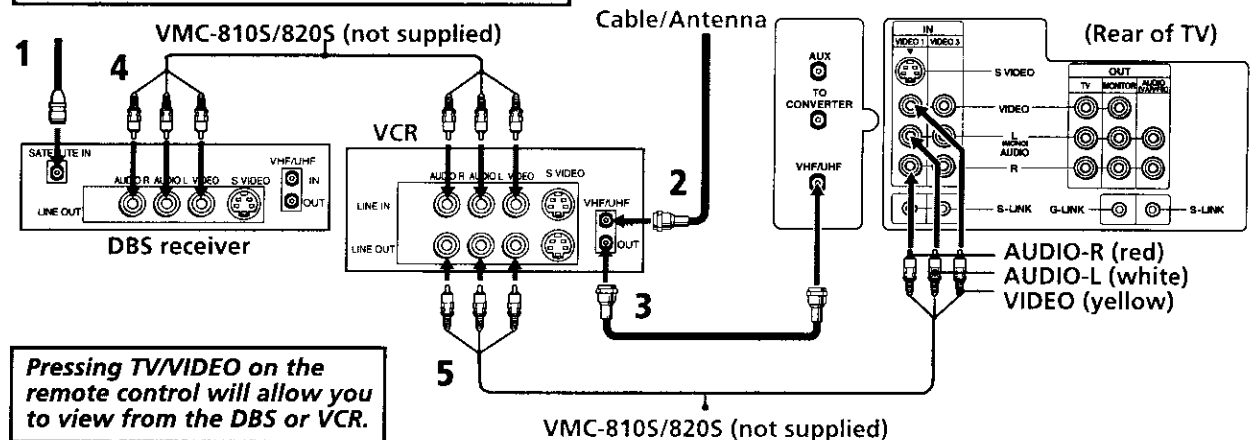 Cable/Antenna
VMC-810S/820S (not supplied)
1
4
(Rear of TV)
IN
VIDEO 1 VIDEO 3
S VIDEO
OUT
TV MONITOR AUDIO
VIDEO
L
(MONO)
AUDIO
R
S-LINK G-LINK S-LINK
AUX
TO
CONVERTER
VHF/UHF
VCR
SATELLITE IN
AUDIO R AUDIO L VIDEO S VIDEO
VHF/UHF
IN
OUT
LINE OUT
DBS receiver
AUDIO R AUDIO L VIDEO S VIDEO
VHF/UHF
LINE IN
LINE OUT
OUT
2
3
AUDIO-R (red)
AUDIO-L (white)
VIDEO (yellow)
5
Pressing TV/VIDEO on the
remote control will allow you
to view from the DBS or VCR.
VMC-810S/820S (not supplied)